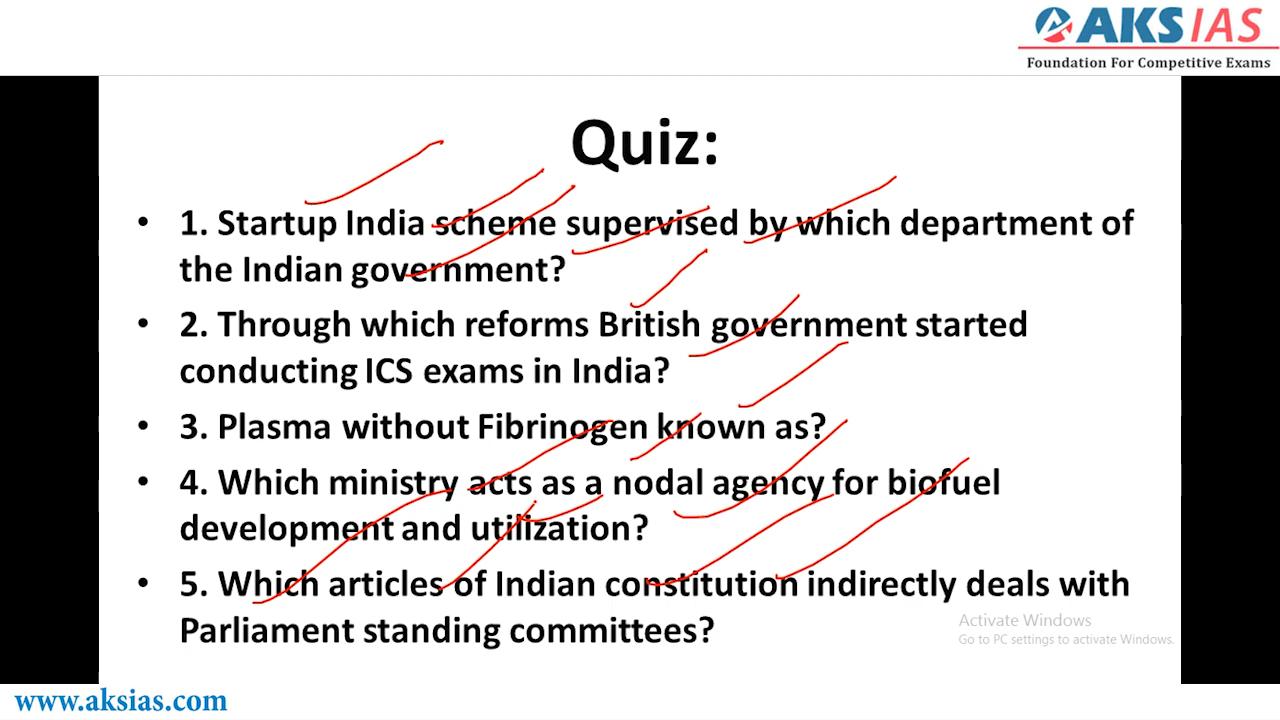 AKS IAS
Foundation For Competitive Exams
Quiz:
• 1. Startup India scheme supervised by which department of
the Indian government?
• 2. Through which reforms British government started
conducting ICS exams in India?
• 3. Plasma without Fibrinogen known as?
• 4. Which ministry acts as a nodal agency for biofuel
development and utilization?
• 5. Which articles of Indian constitution indirectly deals with
Parliament standing committees?
Activate Windows
Go to PC settings to activate Windows.
www.aksias.com